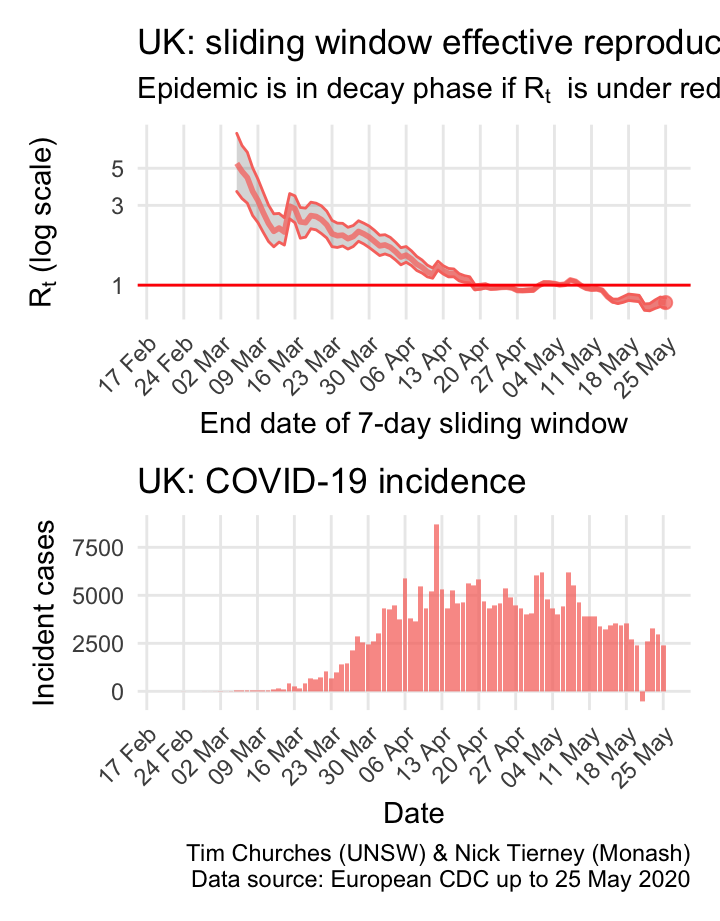 UK: sliding window effective reproduc
Epidemic is in decay phase if Rt is under red
Rt (log scale)
5
3
1
17 Feb
24 Feb
02 Mar
09 Mar
16 Mar
23 Mar
30 Mar
06 Apr
13 Apr
20 Apr
27 Apr
04 May
11 May
18 May
25 May
End date of 7-day sliding window
UK: COVID-19 incidence
Incident cases
7500
5000
2500
0
17 Feb
24 Feb
02 Mar
09 Mar
16 Mar
23 Mar
30 Mar
06 Apr
13 Apr
20 Apr
27 Apr
04 May
11 May
18 May
25 May
Date
Tim Churches (UNSW) & Nick Tierney (Monash)
Data source: European CDC up to 25 May 2020